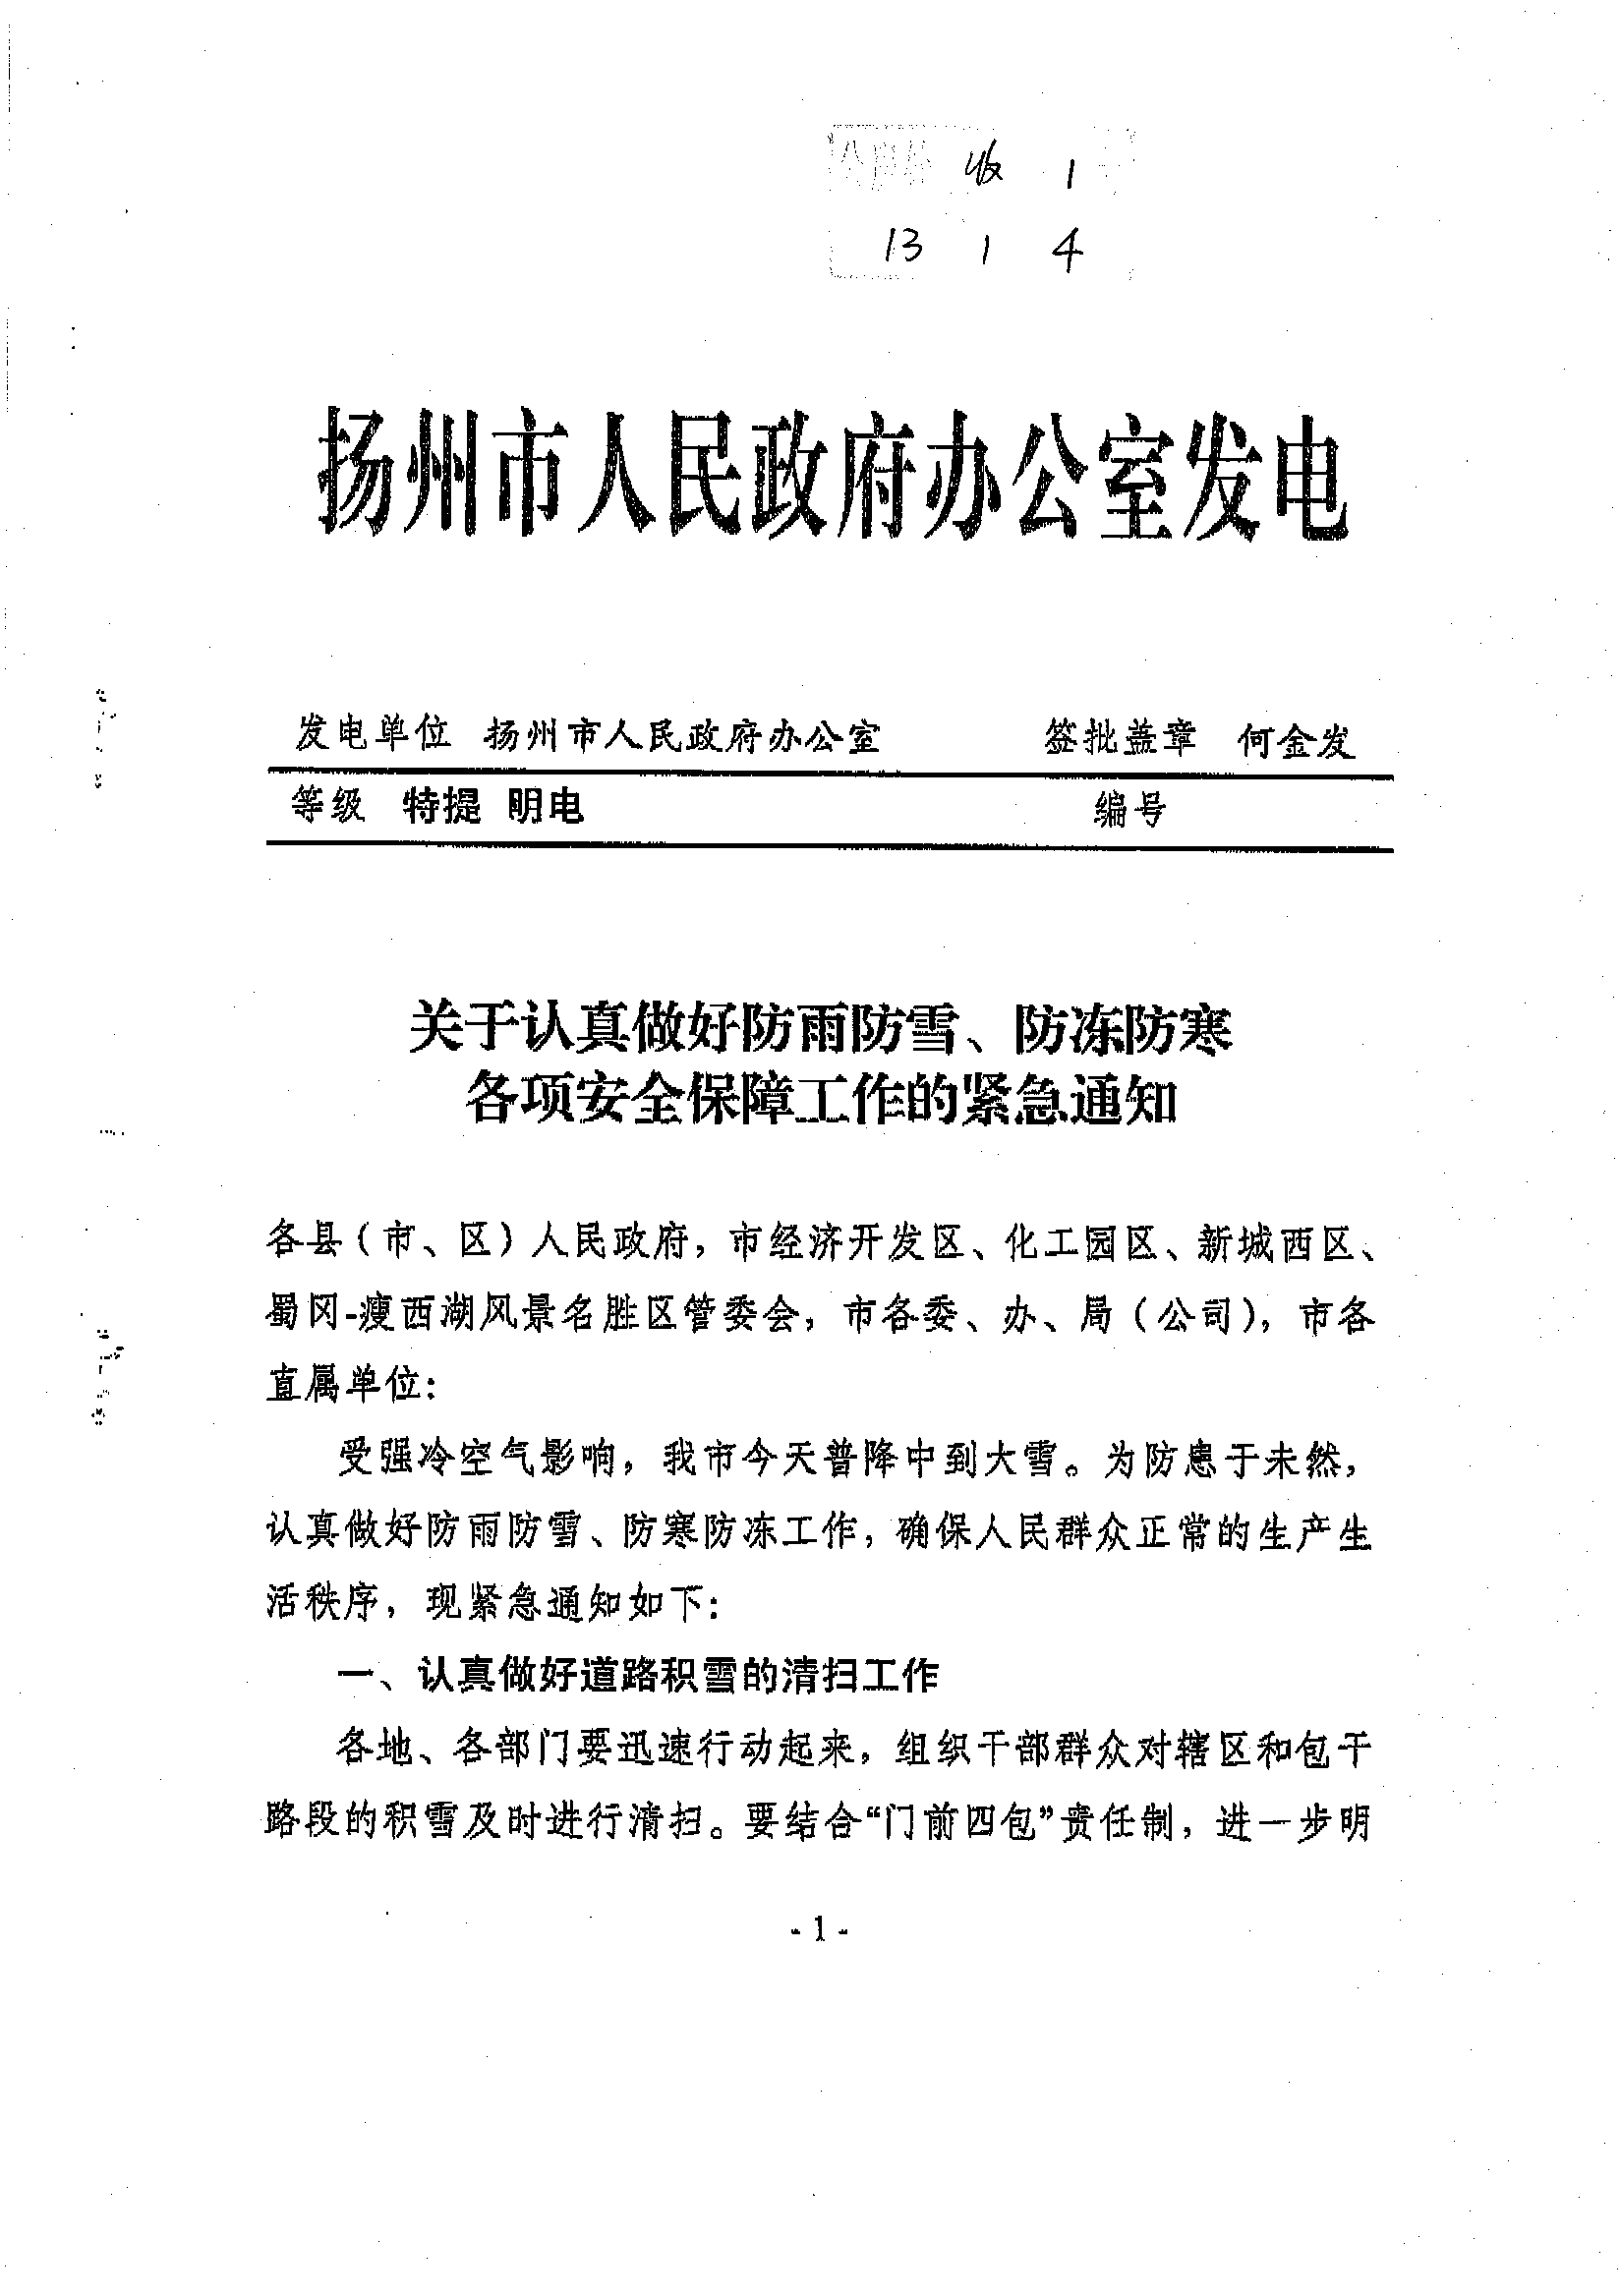 收 1
13 1 4
扬州市人民政府办公室发电
发电单位 扬州市人民政府办公室 签批盖章 何金发
等级 特提 明电 编号
关于认真做好防雨防雪、防冻防寒
各项安全保障工作的紧急通知
各县（市、区）人民政府，市经济开发区、化工园区、新城西区、
蜀冈-瘦西湖风景名胜区管委会，市各委、办、局（公司），市各
直属单位：
受强冷空气影响，我市今天普降中到大雪。为防患于未然，
认真做好防雨防雪、防寒防冻工作，确保人民群众正常的生产生
活秩序，现紧急通知如下：
一、认真做好道路积雪的清扫工作
各地、各部门要迅速行动起来，组织干部群众对辖区和包干
路段的积雪及时进行清扫。要结合“门前四包”责任制，进一步明
- 1 -